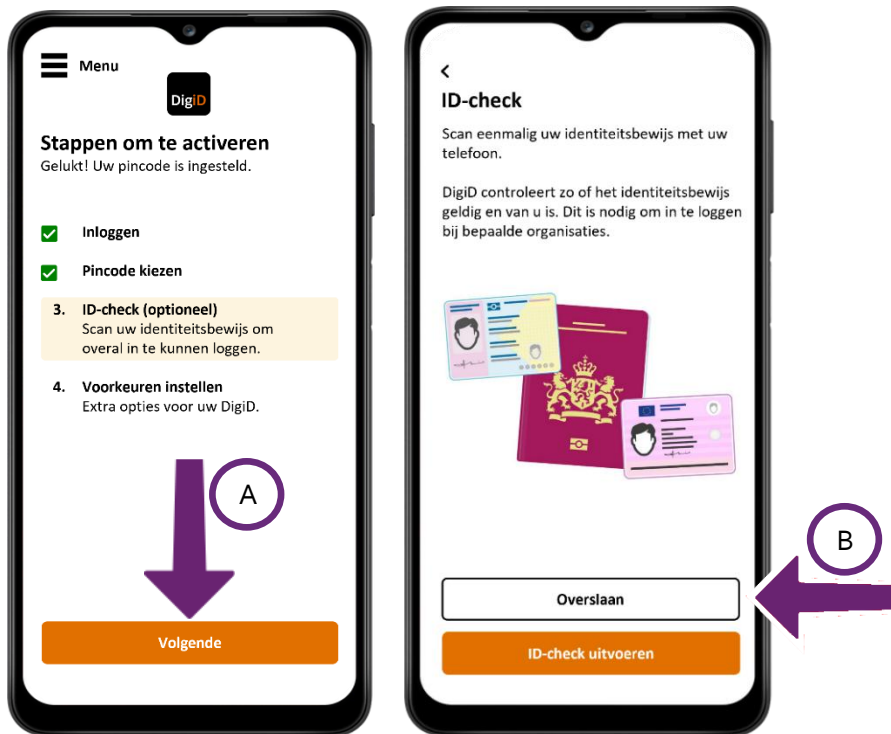 Menu
DigiD
Stappen om te activeren
Gelukt! Uw pincode is ingesteld.
Inloggen
Pincode kiezen
3. ID-check (optioneel)
Scan uw identiteitsbewijs om
overal in te kunnen loggen.
4. Voorkeuren instellen
Extra opties voor uw DigiD.
A
Volgende
ID-check
Scan eenmalig uw identiteitsbewijs met uw
telefoon.
DigiD controleert zo of het identiteitsbewijs
geldig en van u is. Dit is nodig om in te loggen
bij bepaalde organisaties.
B
Overslaan
ID-check uitvoeren